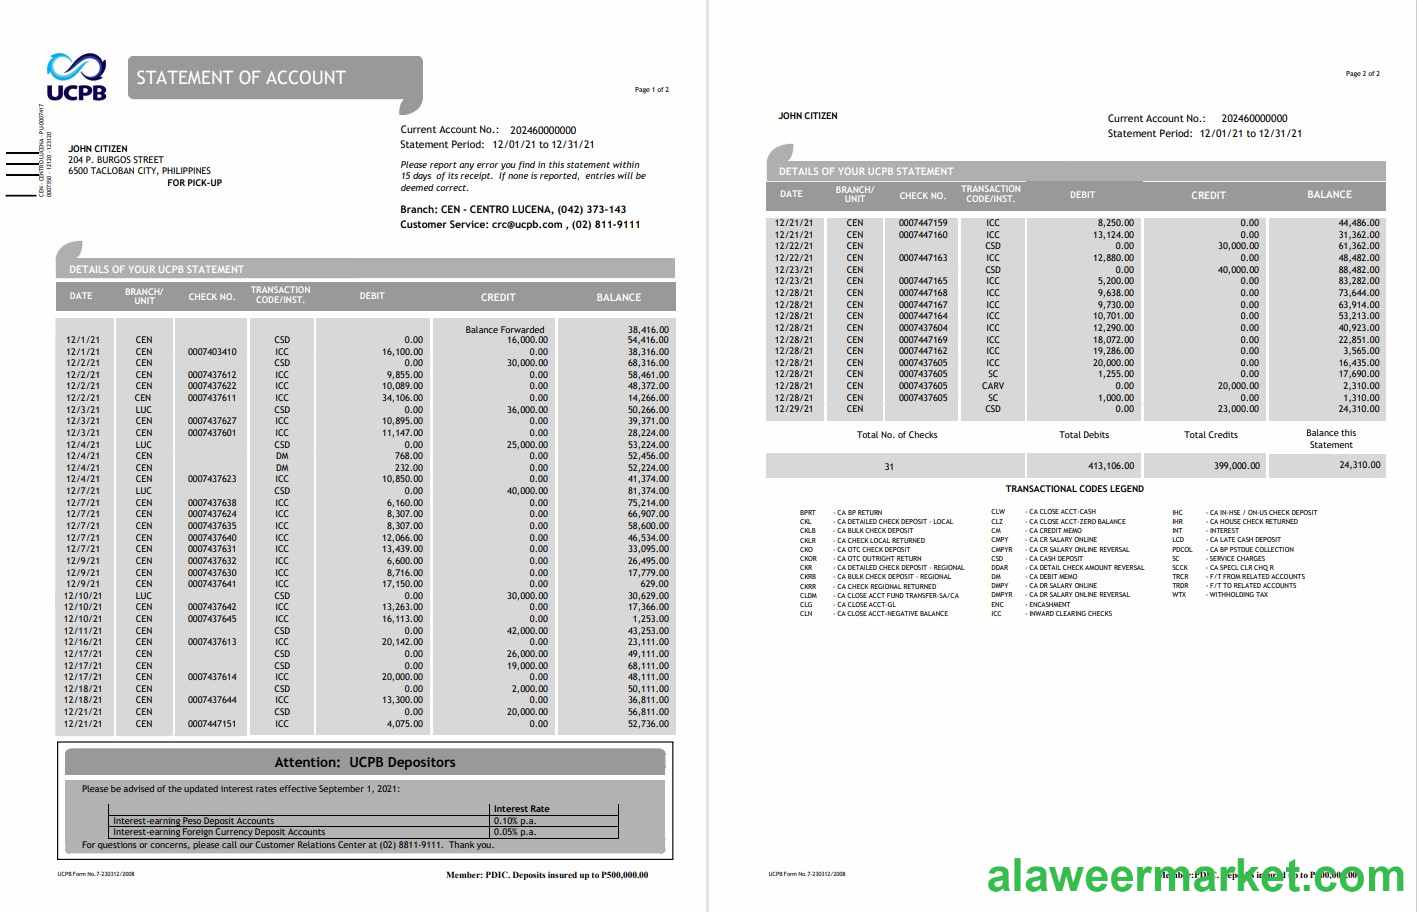 UCPB
STATEMENT OF ACCOUNT
Page 1 of 2
CEN - CENTRO LUCENA - PU-0007417
0007350 - 12120 - 123120
JOHN CITIZEN
204 P. BURGOS STREET
6500 TACLOBAN CITY, PHILIPPINES
FOR PICK-UP
Current Account No.: 202460000000
Statement Period: 12/01/21 to 12/31/21
Please report any error you find in this statement within
15 days of its receipt. If none is reported, entries will be
deemed correct.
Branch: CEN - CENTRO LUCENA, (042) 373-143
Customer Service: crc@ucpb.com , (02) 811-9111
DETAILS OF YOUR UCPB STATEMENT
DATE BRANCH/ UNIT CHECK NO. TRANSACTION CODE/INST. DEBIT CREDIT BALANCE
Balance Forwarded 38,416.00
12/1/21 CEN CSD 0.00 16,000.00 54,416.00
12/1/21 CEN 0007403410 ICC 16,100.00 0.00 38,316.00
12/2/21 CEN CSD 0.00 30,000.00 68,316.00
12/2/21 CEN 0007437612 ICC 9,855.00 0.00 58,461.00
12/2/21 CEN 0007437622 ICC 10,089.00 0.00 48,372.00
12/2/21 CEN 0007437611 ICC 34,106.00 0.00 14,266.00
12/3/21 LUC CSD 0.00 36,000.00 50,266.00
12/3/21 CEN 0007437627 ICC 10,895.00 0.00 39,371.00
12/3/21 CEN 0007437601 ICC 11,147.00 0.00 28,224.00
12/4/21 LUC CSD 0.00 25,000.00 53,224.00
12/4/21 CEN DM 768.00 0.00 52,456.00
12/4/21 CEN DM 232.00 0.00 52,224.00
12/4/21 CEN 0007437623 ICC 10,850.00 0.00 41,374.00
12/7/21 LUC CSD 0.00 40,000.00 81,374.00
12/7/21 CEN 0007437638 ICC 6,160.00 0.00 75,214.00
12/7/21 CEN 0007437624 ICC 8,307.00 0.00 66,907.00
12/7/21 CEN 0007437635 ICC 8,307.00 0.00 58,600.00
12/7/21 CEN 0007437640 ICC 12,066.00 0.00 46,534.00
12/7/21 CEN 0007437631 ICC 13,439.00 0.00 33,095.00
12/9/21 CEN 0007437632 ICC 6,600.00 0.00 26,495.00
12/9/21 CEN 0007437630 ICC 8,716.00 0.00 17,779.00
12/9/21 CEN 0007437641 ICC 17,150.00 0.00 629.00
12/10/21 LUC CSD 0.00 30,000.00 30,629.00
12/10/21 CEN 0007437642 ICC 13,263.00 0.00 17,366.00
12/10/21 CEN 0007437645 ICC 16,113.00 0.00 1,253.00
12/11/21 CEN CSD 0.00 42,000.00 43,253.00
12/16/21 CEN 0007437613 ICC 20,142.00 0.00 23,111.00
12/17/21 CEN CSD 0.00 26,000.00 49,111.00
12/17/21 CEN CSD 0.00 19,000.00 68,111.00
12/17/21 CEN 0007437614 ICC 20,000.00 0.00 48,111.00
12/18/21 CEN CSD 0.00 2,000.00 50,111.00
12/18/21 CEN 0007437644 ICC 13,300.00 0.00 36,811.00
12/21/21 CEN CSD 0.00 20,000.00 56,811.00
12/21/21 CEN 0007447151 ICC 4,075.00 0.00 52,736.00
Attention: UCPB Depositors
Please be advised of the updated interest rates effective September 1, 2021:
Interest Rate
Interest-earning Peso Deposit Accounts 0.10% p.a.
Interest-earning Foreign Currency Deposit Accounts 0.05% p.a.
For questions or concerns, please call our Customer Relations Center at (02) 8811-9111. Thank you.
UCPB Form No.7-230312/2008
Member: PDIC. Deposits insured up to P500,000.00
Page 2 of 2
JOHN CITIZEN
Current Account No.: 202460000000
Statement Period: 12/01/21 to 12/31/21
DETAILS OF YOUR UCPB STATEMENT
DATE BRANCH/ UNIT CHECK NO. TRANSACTION CODE/INST. DEBIT CREDIT BALANCE
12/21/21 CEN 0007447159 ICC 8,250.00 0.00 44,486.00
12/21/21 CEN 0007447160 ICC 13,124.00 0.00 31,362.00
12/22/21 CEN CSD 0.00 30,000.00 61,362.00
12/22/21 CEN 0007447163 ICC 12,880.00 0.00 48,482.00
12/23/21 CEN CSD 0.00 40,000.00 88,482.00
12/23/21 CEN 0007447165 ICC 5,200.00 0.00 83,282.00
12/28/21 CEN 0007447168 ICC 9,638.00 0.00 73,644.00
12/28/21 CEN 0007447167 ICC 9,730.00 0.00 63,914.00
12/28/21 CEN 0007447164 ICC 10,701.00 0.00 53,213.00
12/28/21 CEN 0007437604 ICC 12,290.00 0.00 40,923.00
12/28/21 CEN 0007447169 ICC 18,072.00 0.00 22,851.00
12/28/21 CEN 0007447162 ICC 19,286.00 0.00 3,565.00
12/28/21 CEN 0007437605 ICC 20,000.00 0.00 16,435.00
12/28/21 CEN 0007437605 SC 1,255.00 0.00 17,690.00
12/28/21 CEN 0007437605 CARV 0.00 20,000.00 2,310.00
12/28/21 CEN 0007437605 SC 1,000.00 0.00 1,310.00
12/29/21 CEN CSD 0.00 23,000.00 24,310.00
Total No. of Checks Total Debits Total Credits Balance this Statement
31 413,106.00 399,000.00 24,310.00
TRANSACTIONAL CODES LEGEND
BPRT - CA BP RETURN
CKL - CA DETAILED CHECK DEPOSIT - LOCAL
CKLB - CA BULK CHECK DEPOSIT
CKLR - CA CHECK LOCAL RETURNED
CKO - CA OTC CHECK DEPOSIT
CKOR - CA OTC OUTRIGHT RETURN
CKR - CA DETAILED CHECK DEPOSIT - REGIONAL
CKRB - CA BULK CHECK DEPOSIT - REGIONAL
CKRR - CA CHECK REGIONAL RETURNED
CLDM - CA CLOSE ACCT FUND TRANSFER-SA/CA
CLG - CA CLOSE ACCT-GL
CLN - CA CLOSE ACCT-NEGATIVE BALANCE
CLW - CA CLOSE ACCT-CASH
CLZ - CA CLOSE ACCT-ZERO BALANCE
CM - CA CREDIT MEMO
CMPY - CA CR SALARY ONLINE
CMPYR - CA CR SALARY ONLINE REVERSAL
CSD - CA CASH DEPOSIT
DDAR - CA DETAIL CHECK AMOUNT REVERSAL
DM - CA DEBIT MEMO
DMPY - CA DR SALARY ONLINE
DMPYR - CA DR SALARY ONLINE REVERSAL
ENC - ENCASHMENT
ICC - INWARD CLEARING CHECKS
IHC - CA IN-HSE / ON-US CHECK DEPOSIT
IHR - CA HOUSE CHECK RETURNED
INT - INTEREST
LCD - CA LATE CASH DEPOSIT
PDCOL - CA BP PSTDUE COLLECTION
SC - SERVICE CHARGES
SCCK - CA SPECL CLR CHQ R
TRCR - F/T FROM RELATED ACCOUNTS
TRDR - F/T TO RELATED ACCOUNTS
WTX - WITHHOLDING TAX
UCPB Form No.7-230312/2008
alaweermarket.com